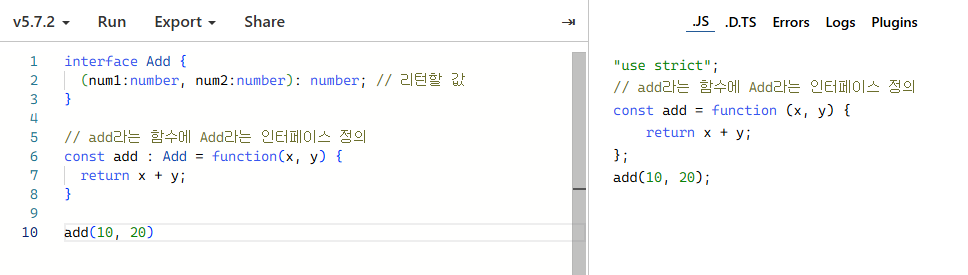 v5.7.2 Run Export Share
1 interface Add {
2 (num1:number, num2:number): number; // 리턴할 값
3 }
4
5 // add라는 함수에 Add라는 인터페이스 정의
6 const add : Add = function(x, y) {
7 return x + y;
8 }
9
10 add(10, 20)
.JS .D.TS Errors Logs Plugins
"use strict";
// add라는 함수에 Add라는 인터페이스 정의
const add = function (x, y) {
return x + y;
};
add(10, 20);